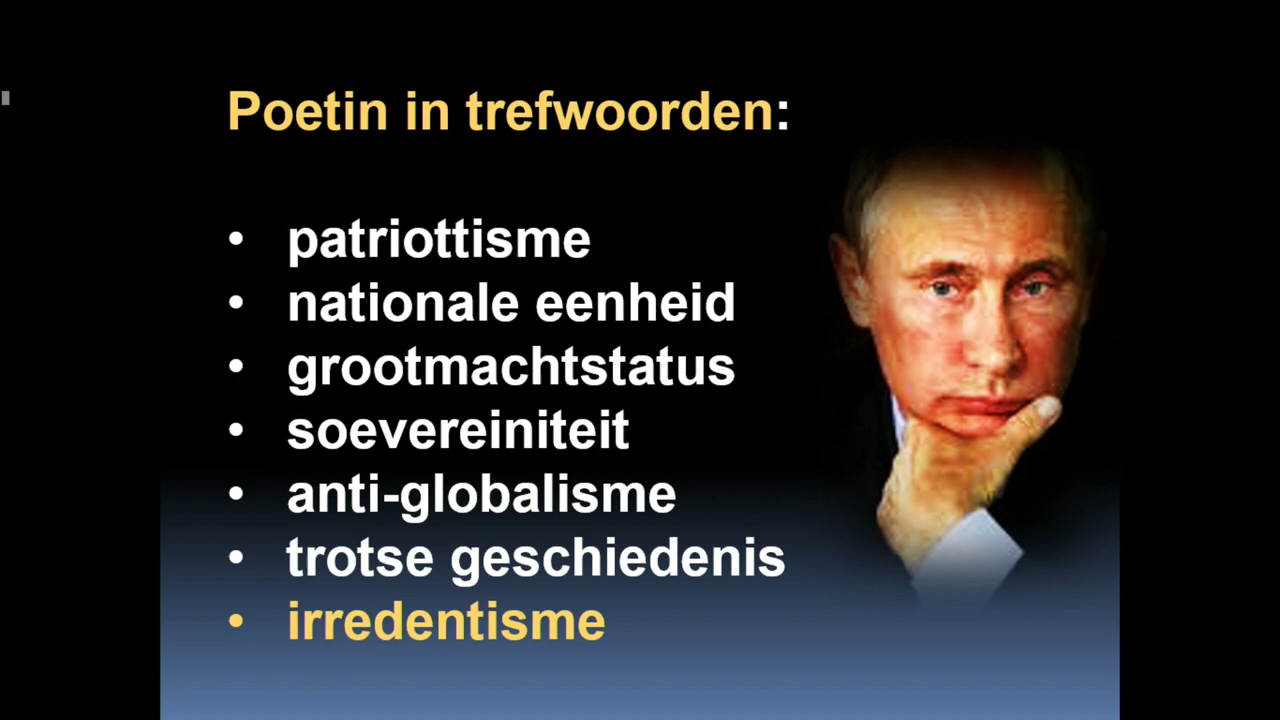 Poetin in trefwoorden:
• patriottisme
• nationale eenheid
• grootmachtstatus
• soevereiniteit
• anti-globalisme
• trotse geschiedenis
• irredentisme